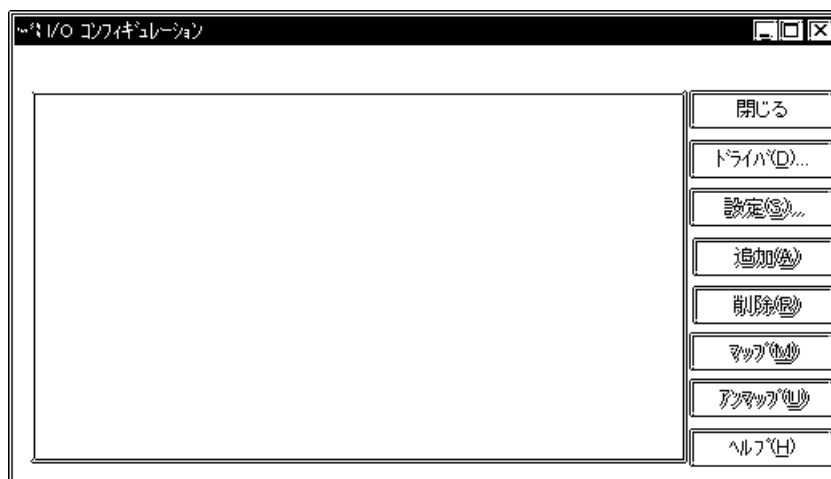 I/O コンフィギュレーション
閉じる
ドライバ(D)...
設定(S)...
追加(A)
削除(R)
マップ(M)
アンマップ(U)
ヘルプ(H)